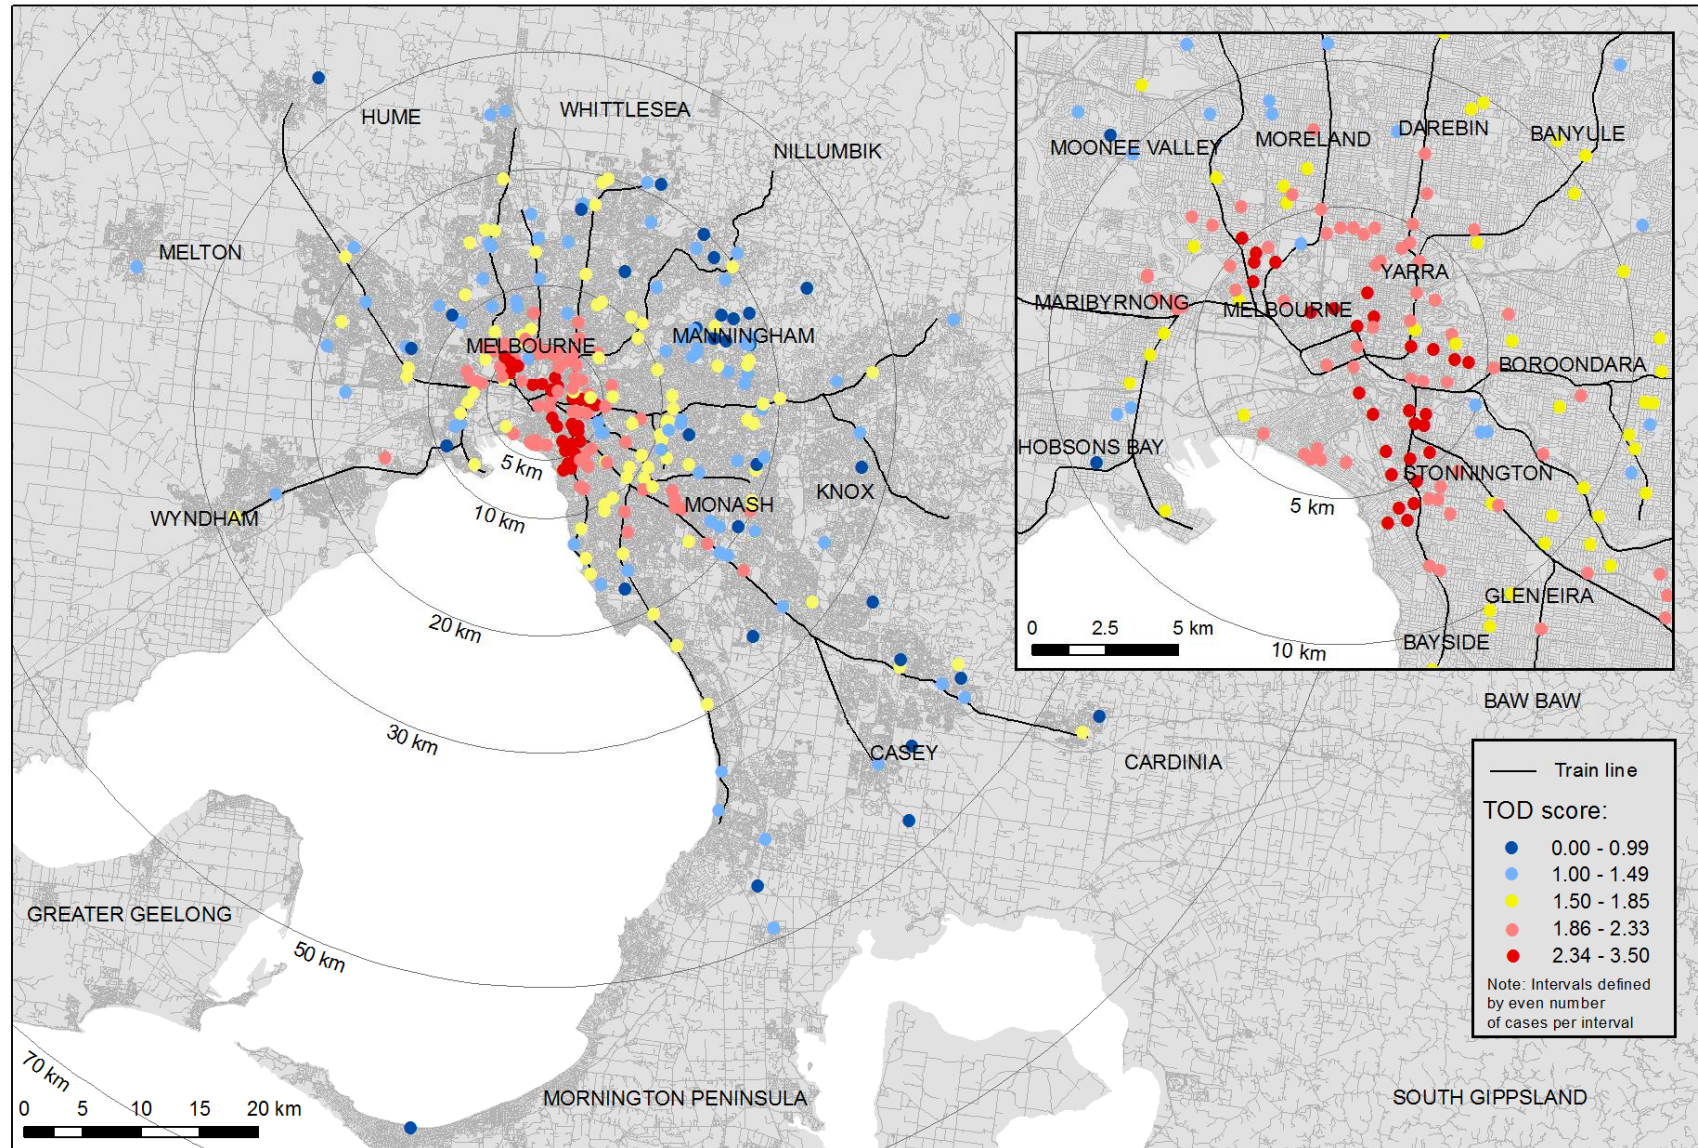 HUME
WHITTLESEA
NILLUMBIK
MELTON
MELBOURNE
MANNINGHAM
WYNDHAM
MONASH
KNOX
5 km
10 km
20 km
30 km
50 km
70 km
CASEY
CARDINIA
BAW BAW
GREATER GEELONG
MORNINGTON PENINSULA
SOUTH GIPPSLAND
0 5 10 15 20 km
MOONEE VALLEY
MORELAND
DAREBIN
BANYULE
YARRA
MARIBYRNONG
MELBOURNE
BOROONDARA
HOBSONS BAY
STONNINGTON
5 km
GLEN EIRA
BAYSIDE
10 km
0 2.5 5 km
Train line
TOD score:
0.00 - 0.99
1.00 - 1.49
1.50 - 1.85
1.86 - 2.33
2.34 - 3.50
Note: Intervals defined
by even number
of cases per interval